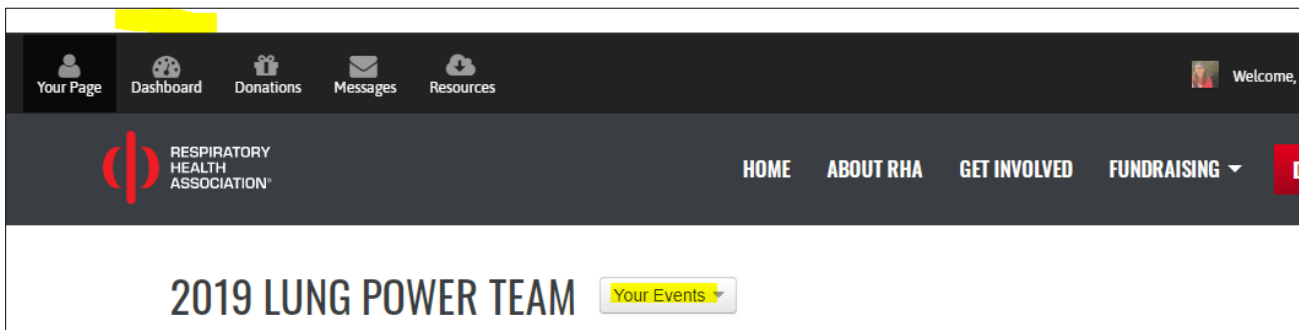 Your Page Dashboard Donations Messages Resources Welcome,
RESPIRATORY
HEALTH
ASSOCIATION®
HOME ABOUT RHA GET INVOLVED FUNDRAISING
2019 LUNG POWER TEAM Your Events